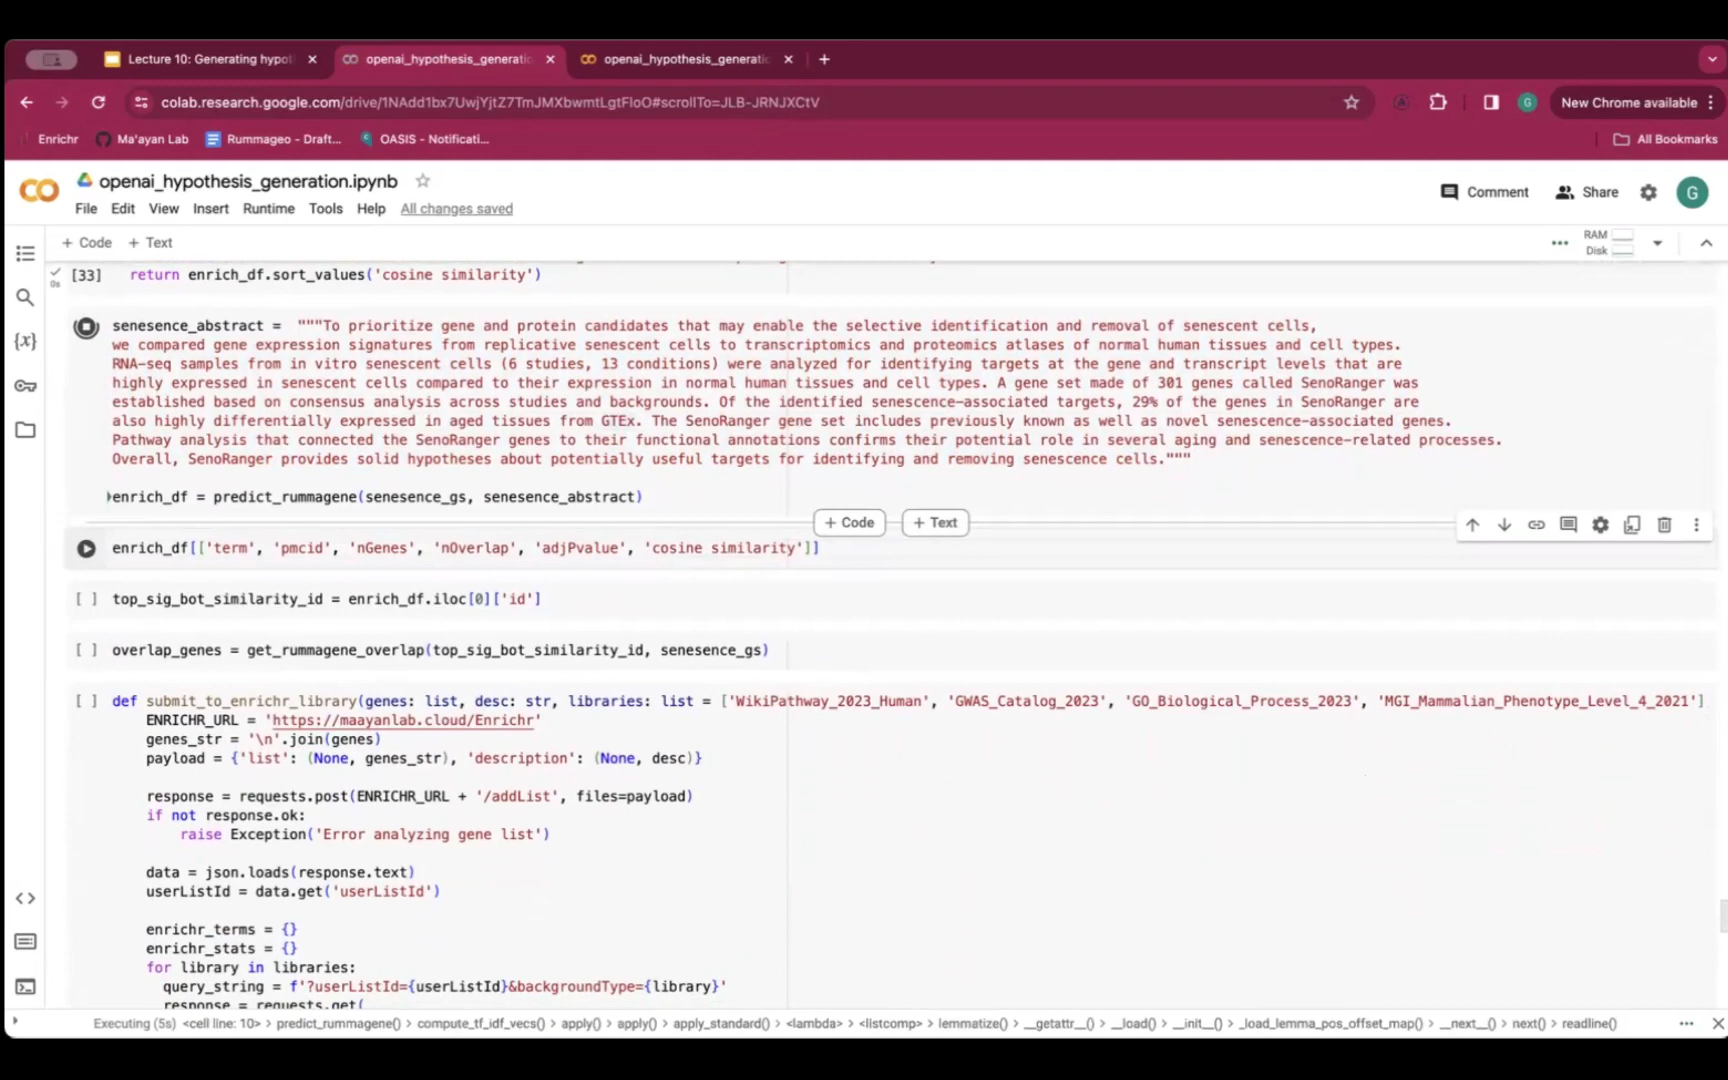 Lecture 10: Generating hypot
openai_hypothesis_generati
openai_hypothesis_generatio
colab.research.google.com/drive/1NAdd1bx7UwjYjtZ7TmJMXbwmtLgtFIoO#scrollTo=JLB-JRNJXCtV
G
New Chrome available
Enrichr
Ma'ayan Lab
Rummageo - Draft...
OASIS - Notificati...
All Bookmarks
openai_hypothesis_generation.ipynb
Comment
Share
G
File Edit View Insert Runtime Tools Help All changes saved
+ Code + Text
RAM
Disk
[33] return enrich_df.sort_values('cosine similarity')
0s
senesence_abstract = """To prioritize gene and protein candidates that may enable the selective identification and removal of senescent cells,
we compared gene expression signatures from replicative senescent cells to transcriptomics and proteomics atlases of normal human tissues and cell types.
RNA-seq samples from in vitro senescent cells (6 studies, 13 conditions) were analyzed for identifying targets at the gene and transcript levels that are
highly expressed in senescent cells compared to their expression in normal human tissues and cell types. A gene set made of 301 genes called SenoRanger was
established based on consensus analysis across studies and backgrounds. Of the identified senescence-associated targets, 29% of the genes in SenoRanger are
also highly differentially expressed in aged tissues from GTEx. The SenoRanger gene set includes previously known as well as novel senescence-associated genes.
Pathway analysis that connected the SenoRanger genes to their functional annotations confirms their potential role in several aging and senescence-related processes.
Overall, SenoRanger provides solid hypotheses about potentially useful targets for identifying and removing senescence cells."""
enrich_df = predict_rummagene(senesence_gs, senesence_abstract)
+ Code + Text
enrich_df[['term', 'pmcid', 'nGenes', 'nOverlap', 'adjPvalue', 'cosine similarity']]
[ ] top_sig_bot_similarity_id = enrich_df.iloc[0]['id']
[ ] overlap_genes = get_rummagene_overlap(top_sig_bot_similarity_id, senesence_gs)
[ ] def submit_to_enrichr_library(genes: list, desc: str, libraries: list = ['WikiPathway_2023_Human', 'GWAS_Catalog_2023', 'GO_Biological_Process_2023', 'MGI_Mammalian_Phenotype_Level_4_2021']
ENRICHR_URL = 'https://maayanlab.cloud/Enrichr'
genes_str = '\n'.join(genes)
payload = {'list': (None, genes_str), 'description': (None, desc)}
response = requests.post(ENRICHR_URL + '/addList', files=payload)
if not response.ok:
raise Exception('Error analyzing gene list')
data = json.loads(response.text)
userListId = data.get('userListId')
enrichr_terms = {}
enrichr_stats = {}
for library in libraries:
query_string = f'?userListId={userListId}&backgroundType={library}'
response = requests.get(
Executing (5s) <cell line: 10> > predict_rummagene() > compute_tf_idf_vecs() > apply() > apply() > apply_standard() > <lambda> > <listcomp> > lemmatize() > __getattr__() > __load() > __init__() > _load_lemma_pos_offset_map() > __next__() > next() > readline()